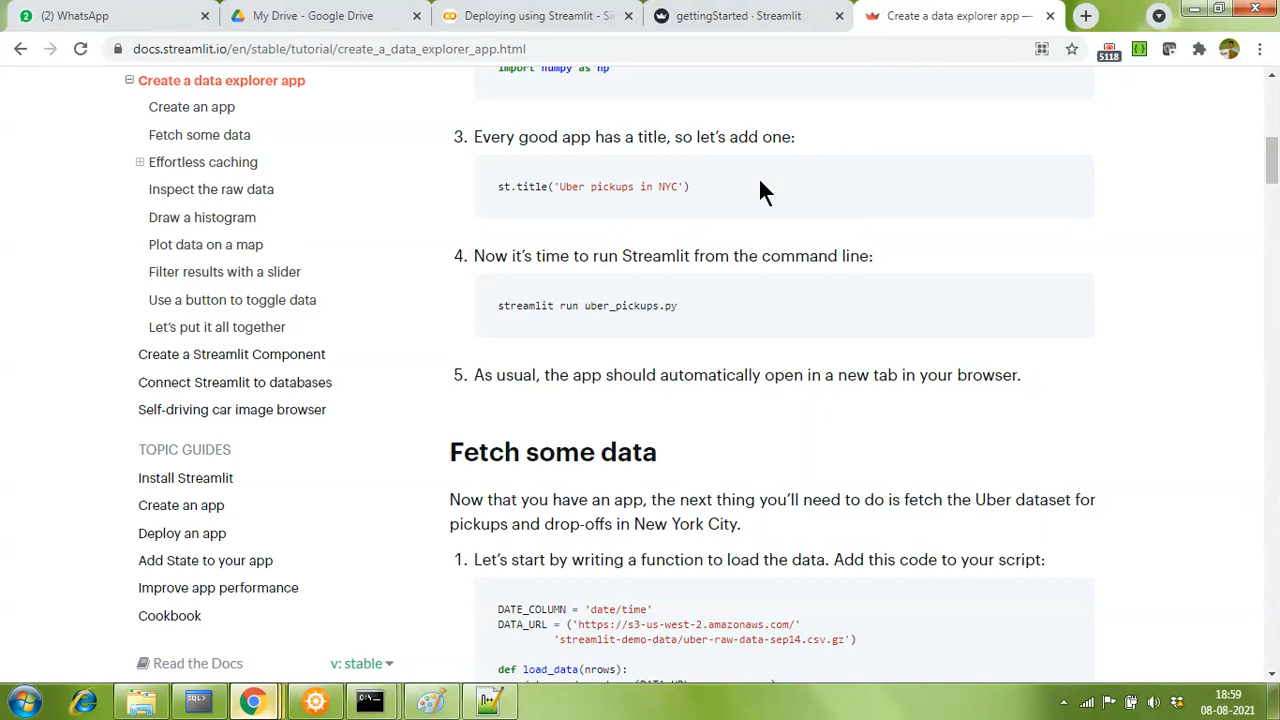 (2) WhatsApp
My Drive - Google Drive
Deploying using Streamlit - Si
gettingStarted · Streamlit
Create a data explorer app —
docs.streamlit.io/en/stable/tutorial/create_a_data_explorer_app.html
5118
Create a data explorer app
Create an app
Fetch some data
Effortless caching
Inspect the raw data
Draw a histogram
Plot data on a map
Filter results with a slider
Use a button to toggle data
Let's put it all together
Create a Streamlit Component
Connect Streamlit to databases
Self-driving car image browser
TOPIC GUIDES
Install Streamlit
Create an app
Deploy an app
Add State to your app
Improve app performance
Cookbook
Read the Docs
v: stable
import numpy as np
3. Every good app has a title, so let's add one:
st.title('Uber pickups in NYC')
4. Now it's time to run Streamlit from the command line:
streamlit run uber_pickups.py
5. As usual, the app should automatically open in a new tab in your browser.
Fetch some data
Now that you have an app, the next thing you'll need to do is fetch the Uber dataset for
pickups and drop-offs in New York City.
1. Let's start by writing a function to load the data. Add this code to your script:
DATE_COLUMN = 'date/time'
DATA_URL = ('https://s3-us-west-2.amazonaws.com/'
'streamlit-demo-data/uber-raw-data-sep14.csv.gz')
def load_data(nrows):
18:59
08-08-2021